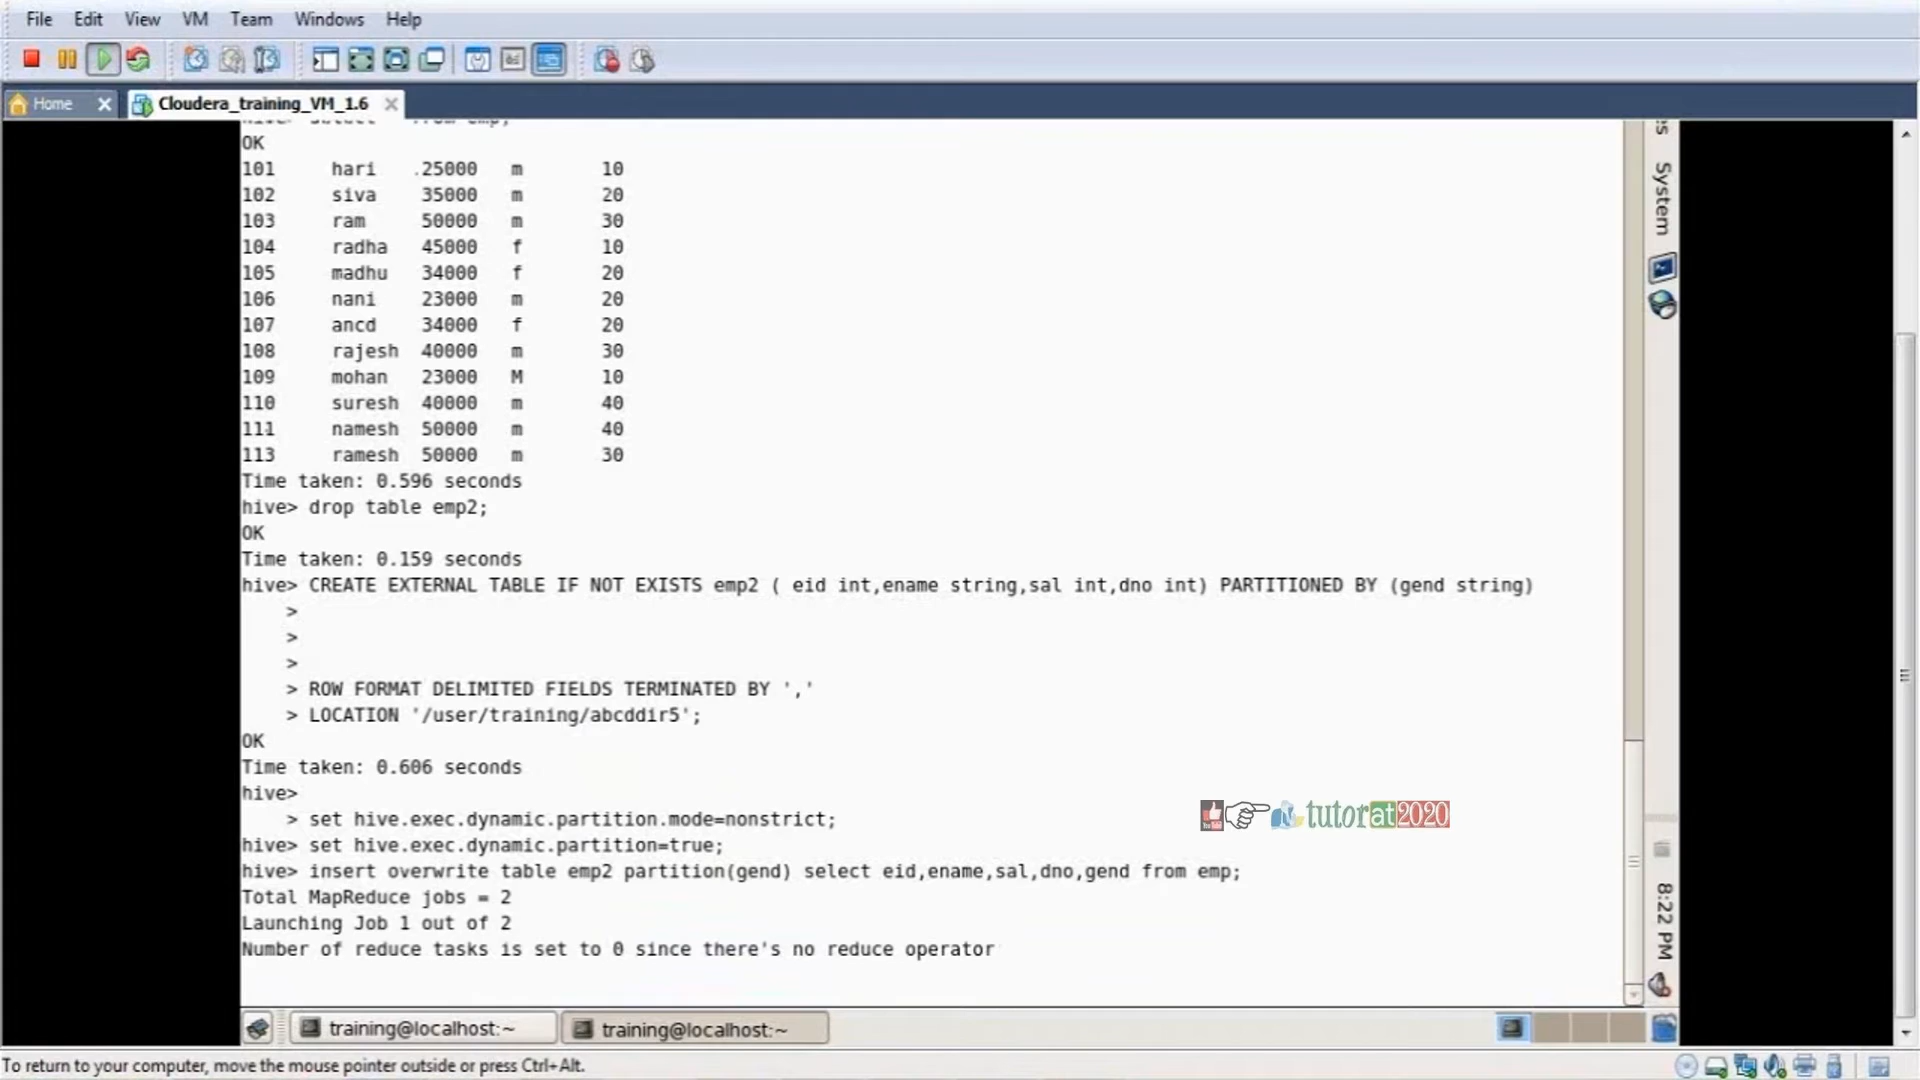 File Edit View VM Team Windows Help
Home Cloudera_training_VM_1.6
OK
101 hari .25000 m 10
102 siva 35000 m 20
103 ram 50000 m 30
104 radha 45000 f 10
105 madhu 34000 f 20
106 nani 23000 m 20
107 ancd 34000 f 20
108 rajesh 40000 m 30
109 mohan 23000 M 10
110 suresh 40000 m 40
111 namesh 50000 m 40
113 ramesh 50000 m 30
Time taken: 0.596 seconds
hive> drop table emp2;
OK
Time taken: 0.159 seconds
hive> CREATE EXTERNAL TABLE IF NOT EXISTS emp2 ( eid int,ename string,sal int,dno int) PARTITIONED BY (gend string)
>
>
>
> ROW FORMAT DELIMITED FIELDS TERMINATED BY ','
> LOCATION '/user/training/abcddir5';
OK
Time taken: 0.606 seconds
hive>
> set hive.exec.dynamic.partition.mode=nonstrict;
hive> set hive.exec.dynamic.partition=true;
hive> insert overwrite table emp2 partition(gend) select eid,ename,sal,dno,gend from emp;
Total MapReduce jobs = 2
Launching Job 1 out of 2
Number of reduce tasks is set to 0 since there's no reduce operator
System
8:22 PM
tutorat2020
training@localhost:~ training@localhost:~
To return to your computer, move the mouse pointer outside or press Ctrl+Alt.